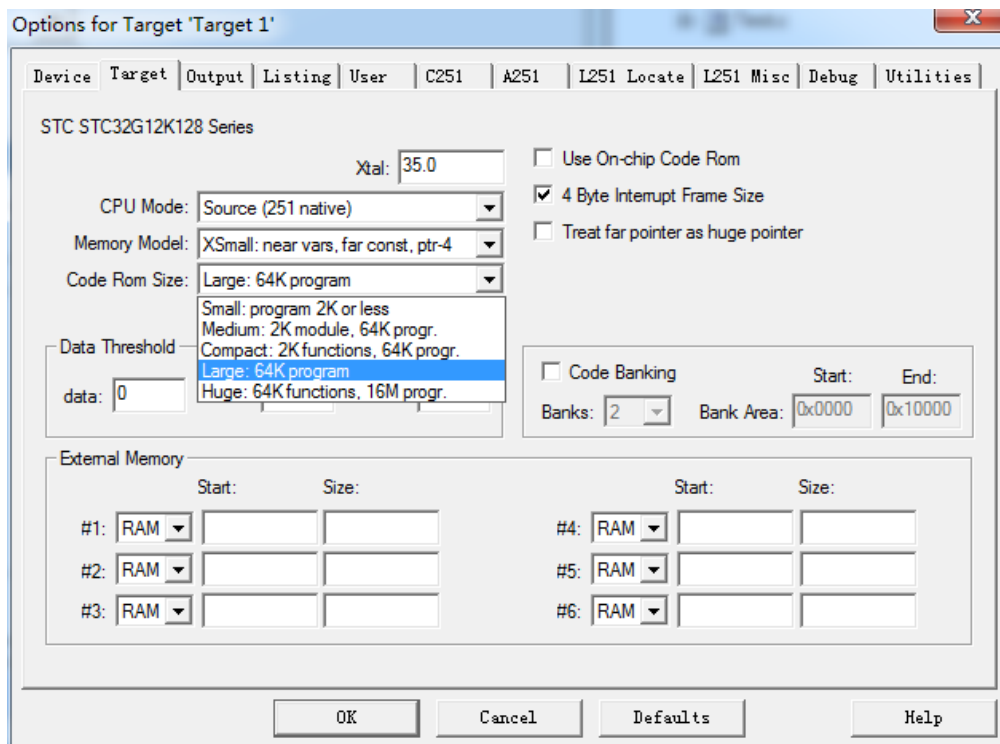 Options for Target 'Target 1'
Device Target Output Listing User C251 A251 L251 Locate L251 Misc Debug Utilities
STC STC32G12K128 Series
Xtal: 35.0
CPU Mode: Source (251 native)
Memory Model: XSmall: near vars, far const, ptr-4
Code Rom Size: Large: 64K program
Small: program 2K or less
Medium: 2K module, 64K progr.
Compact: 2K functions, 64K progr.
Large: 64K program
Huge: 64K functions, 16M progr.
Use On-chip Code Rom
4 Byte Interrupt Frame Size
Treat far pointer as huge pointer
Data Threshold
data: 0
Code Banking Start: End:
Banks: 2 Bank Area: 0x0000 0x10000
External Memory
Start: Size: Start: Size:
#1: RAM #4: RAM
#2: RAM #5: RAM
#3: RAM #6: RAM
OK Cancel Defaults Help